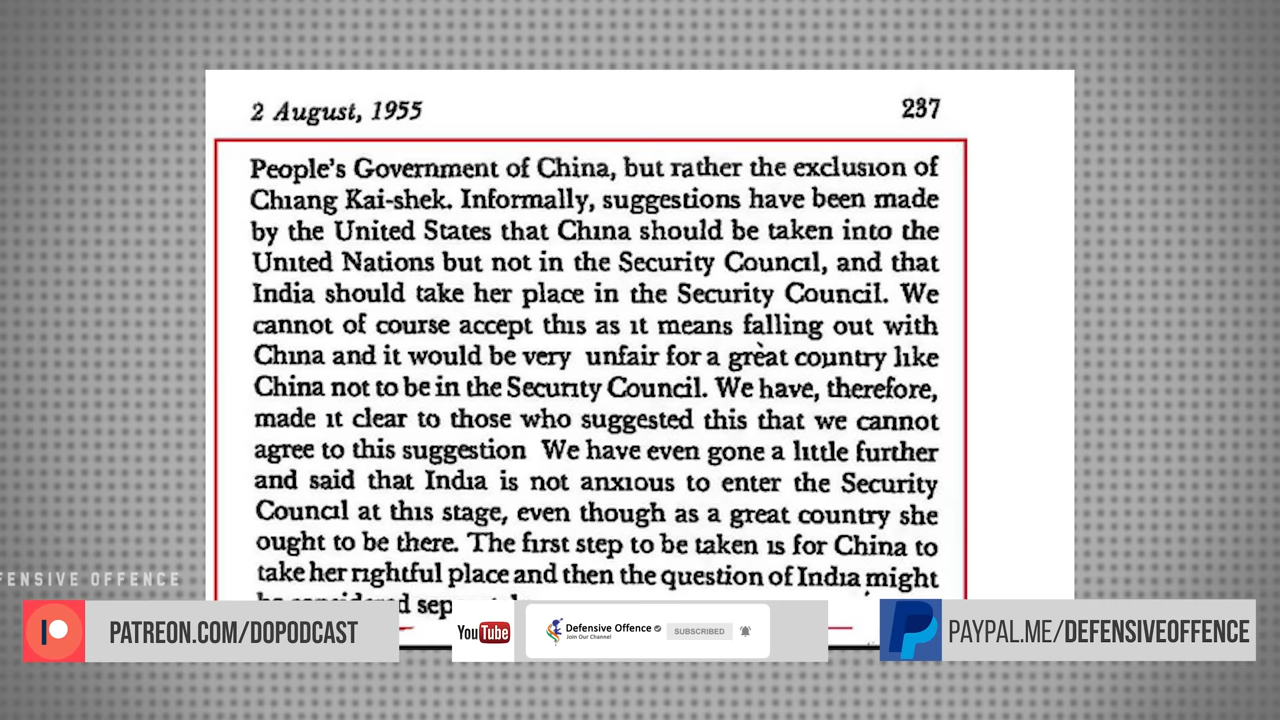 2 August, 1955
237
People's Government of China, but rather the exclusion of
Chiang Kai-shek. Informally, suggestions have been made
by the United States that China should be taken into the
United Nations but not in the Security Council, and that
India should take her place in the Security Council. We
cannot of course accept this as it means falling out with
China and it would be very unfair for a great country like
China not to be in the Security Council. We have, therefore,
made it clear to those who suggested this that we cannot
agree to this suggestion We have even gone a little further
and said that India is not anxious to enter the Security
Council at this stage, even though as a great country she
ought to be there. The first step to be taken is for China to
take her rightful place and then the question of India might
FENSIVE OFFENCE
PATREON.COM/DOPODCAST
YouTube
Defensive Offence
Join Our Channel
SUBSCRIBED
PAYPAL.ME/DEFENSIVEOFFENCE